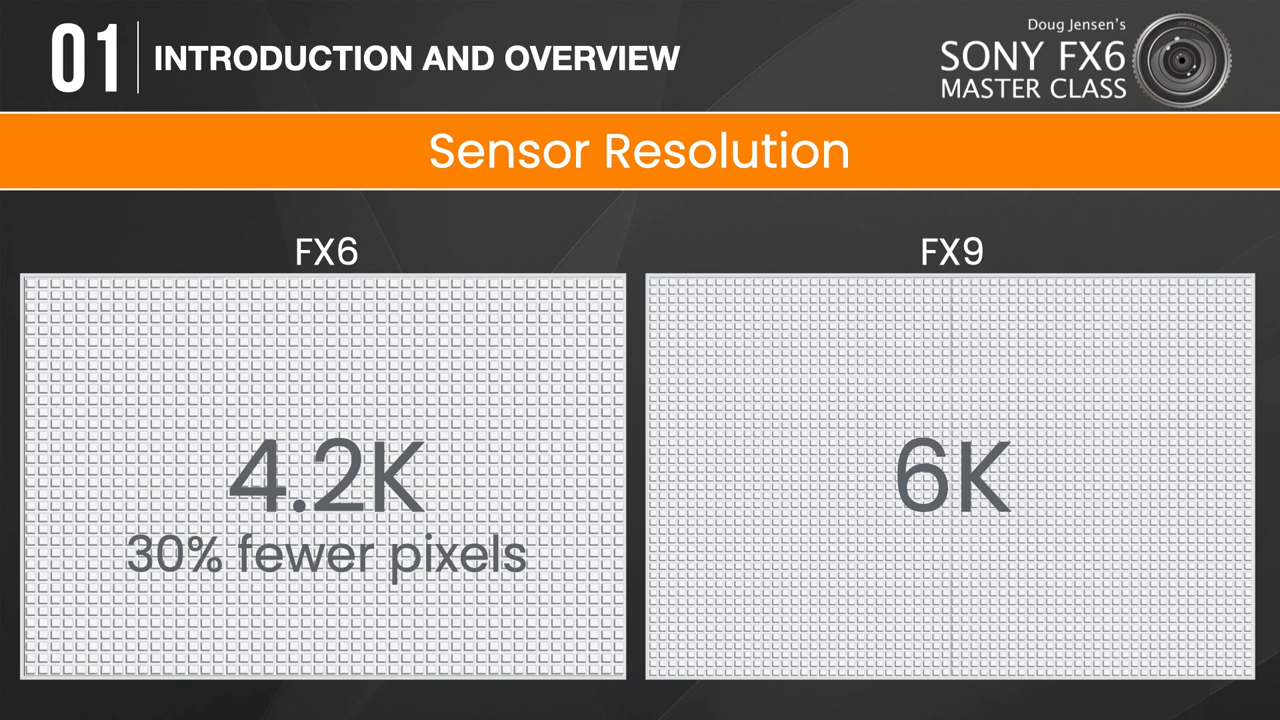 01
INTRODUCTION AND OVERVIEW
Doug Jensen's
SONY FX6
MASTER CLASS
Sensor Resolution
FX6
FX9
4.2K
30% fewer pixels
6K